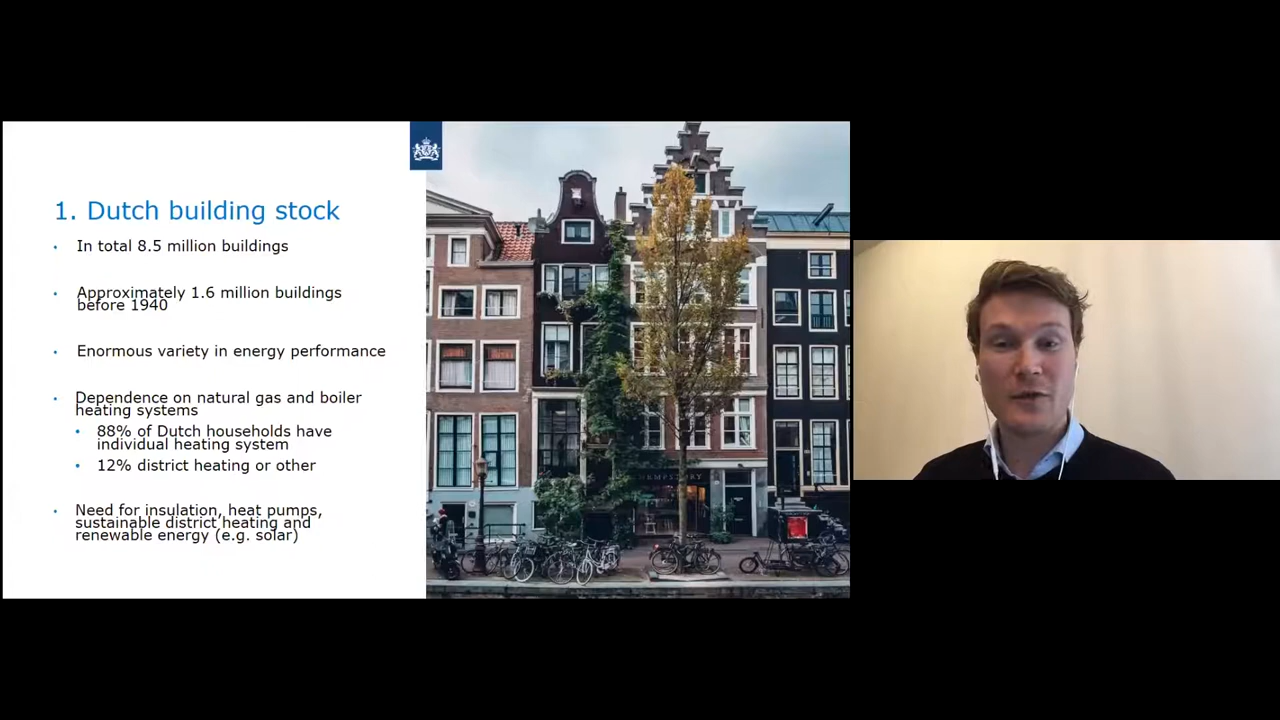 1. Dutch building stock
• In total 8.5 million buildings
• Approximately 1.6 million buildings
before 1940
• Enormous variety in energy performance
• Dependence on natural gas and boiler
heating systems
• 88% of Dutch households have
individual heating system
• 12% district heating or other
• Need for insulation, heat pumps,
sustainable district heating and
renewable energy (e.g. solar)